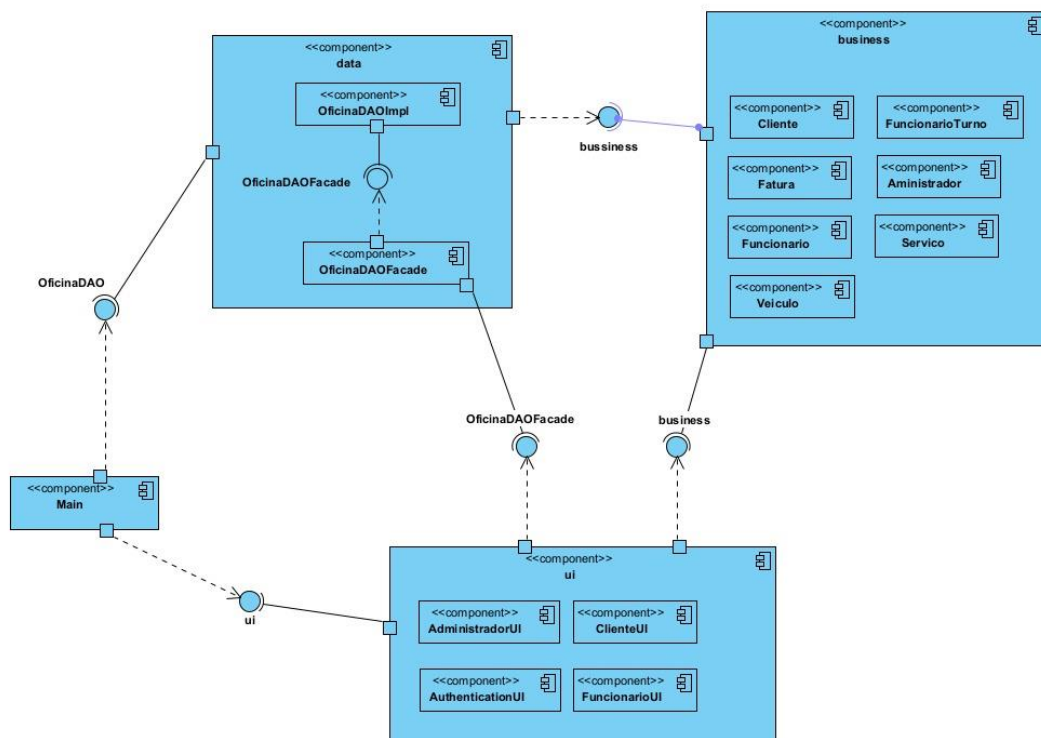 <<component>>
data
<<component>>
OficinaDAOImpl
OficinaDAOFacade
<<component>>
OficinaDAOFacade
bussiness
<<component>>
business
<<component>>
Cliente
<<component>>
FuncionarioTurno
<<component>>
Fatura
<<component>>
Aministrador
<<component>>
Funcionario
<<component>>
Servico
<<component>>
Veiculo
OficinaDAO
OficinaDAOFacade
business
<<component>>
Main
ui
<<component>>
ui
<<component>>
AdministradorUI
<<component>>
ClienteUI
<<component>>
AuthenticationUI
<<component>>
FuncionarioUI